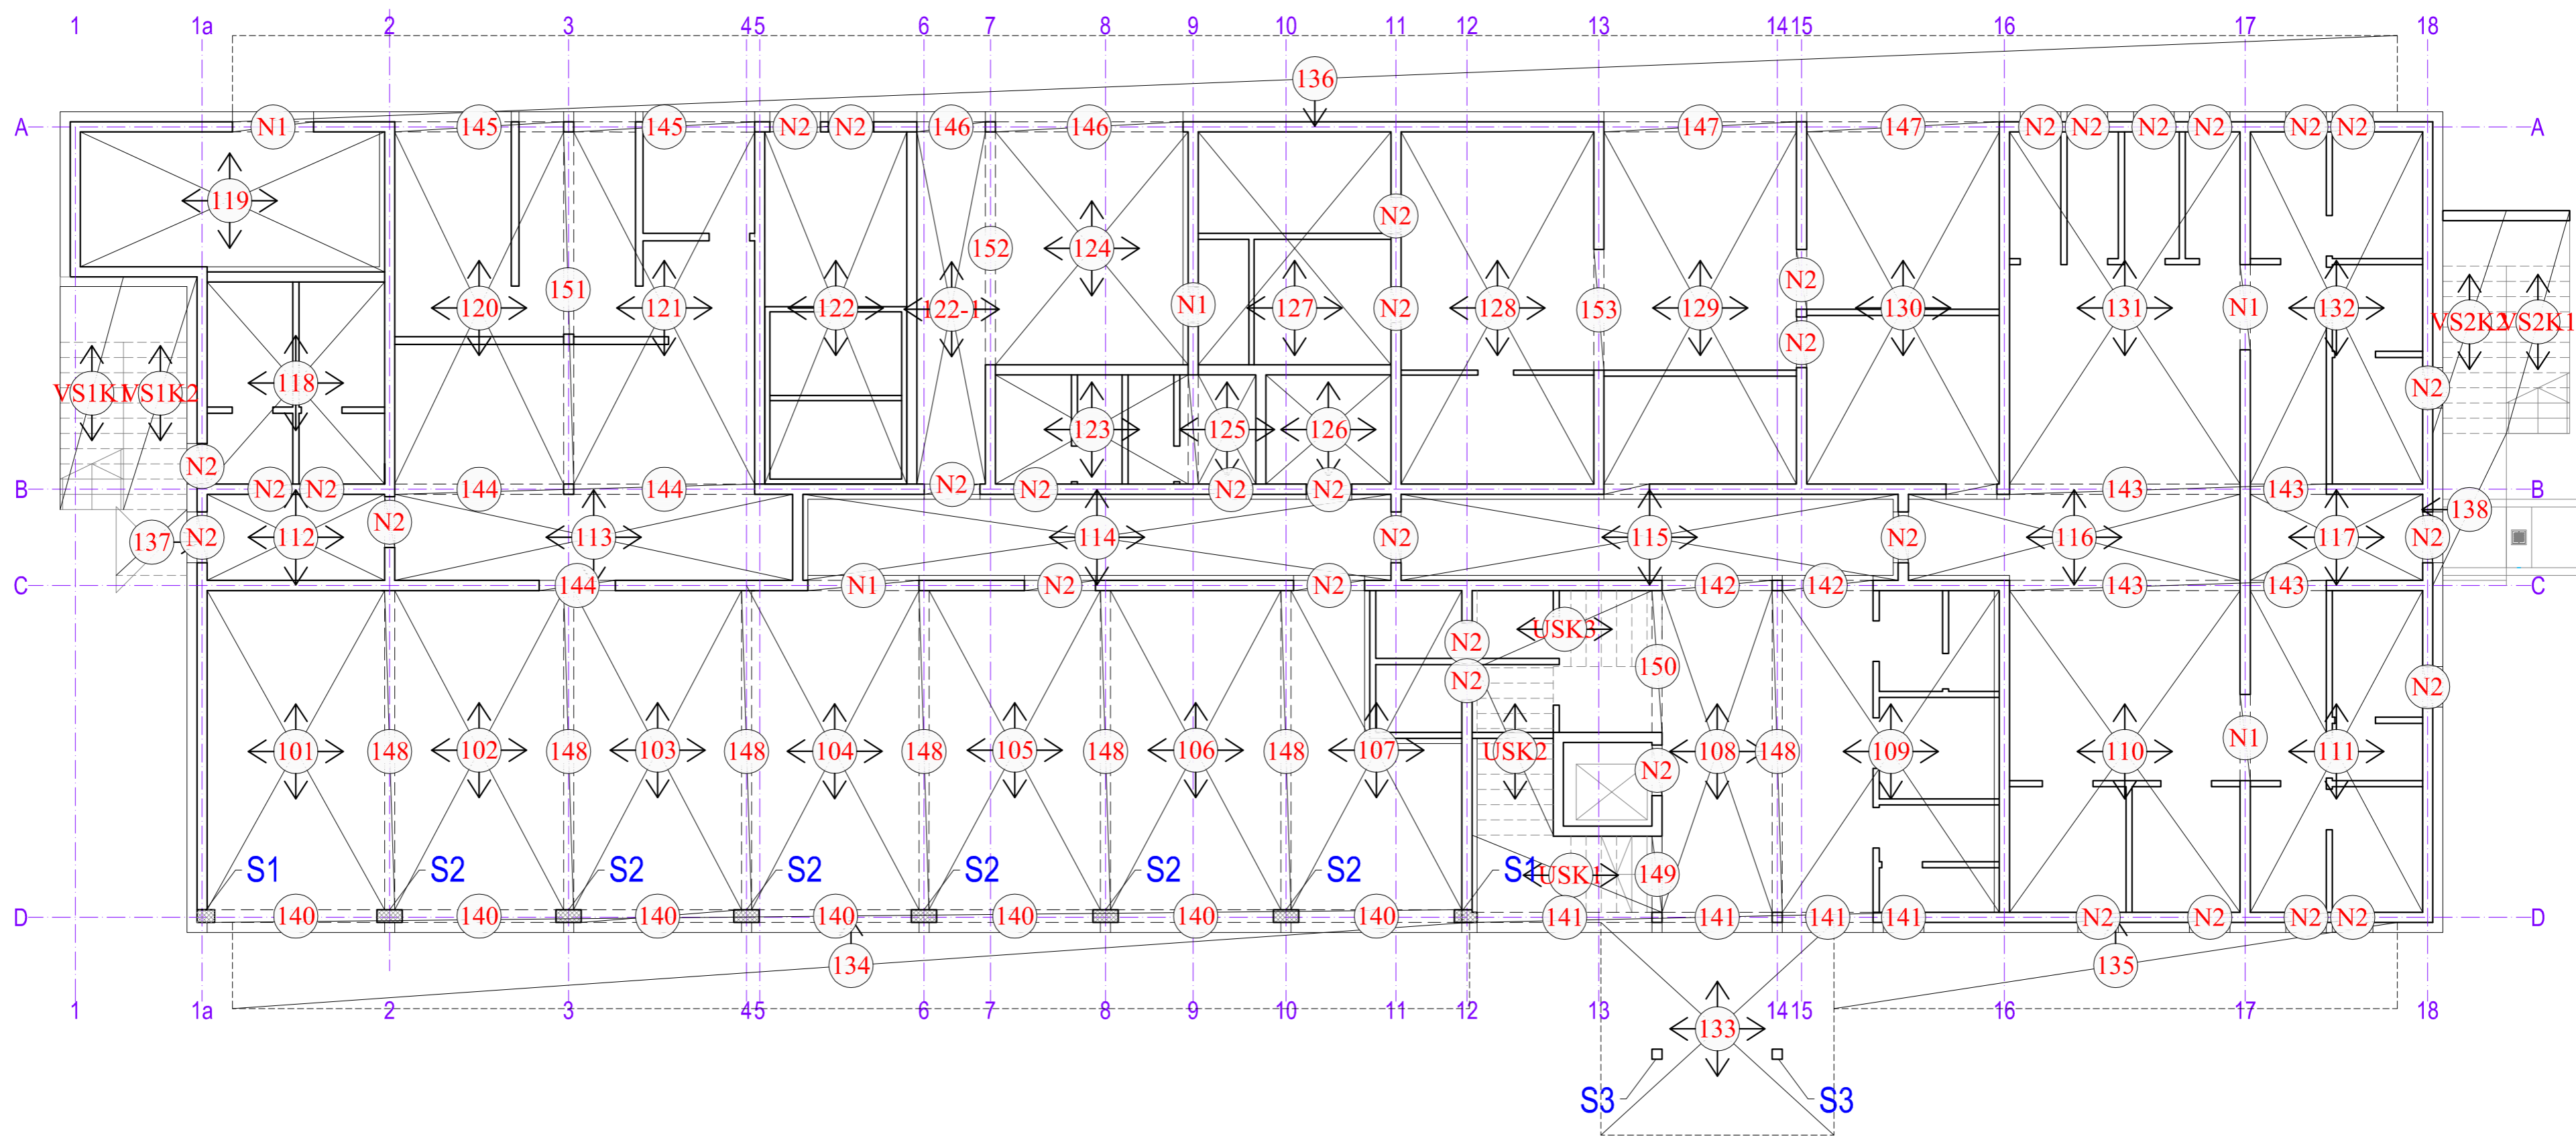 1 1a 2 3 4 5 6 7 8 9 10 11 12 13 14 15 16 17 18
136
A N1 145 145 N2 N2 146 146 147 147 N2 N2 N2 N2 N2 N2 A
119 N2
152 124
N2 151
120 121 122 122-1 N1 127 N2 128 153 129 130 131 N1 132 VS2K2 VS2K1
N2
118 VS1K1 VS1K2 N2
123 125 126
N2
B N2 N2 144 144 N2 N2 N2 N2 143 143 B
N2 138
137 N2 112 113 114 N2 115 N2 116 117 N2
C 144 N1 N2 N2 142 142 143 143 C
USK3
N2
150
N2 N2
101 148 102 148 103 148 104 148 105 148 106 148 107 USK2 108 148 109 110 N1 111
N2
S1 S2 S2 S2 S2 S2 S2 S1 USK1 149
D 140 140 140 140 140 140 140 141 141 141 141 N2 N2 N2 N2 D
134 135
1 1a 2 3 4 5 6 7 8 9 10 11 12 13 14 15 16 17 18
133
S3 S3